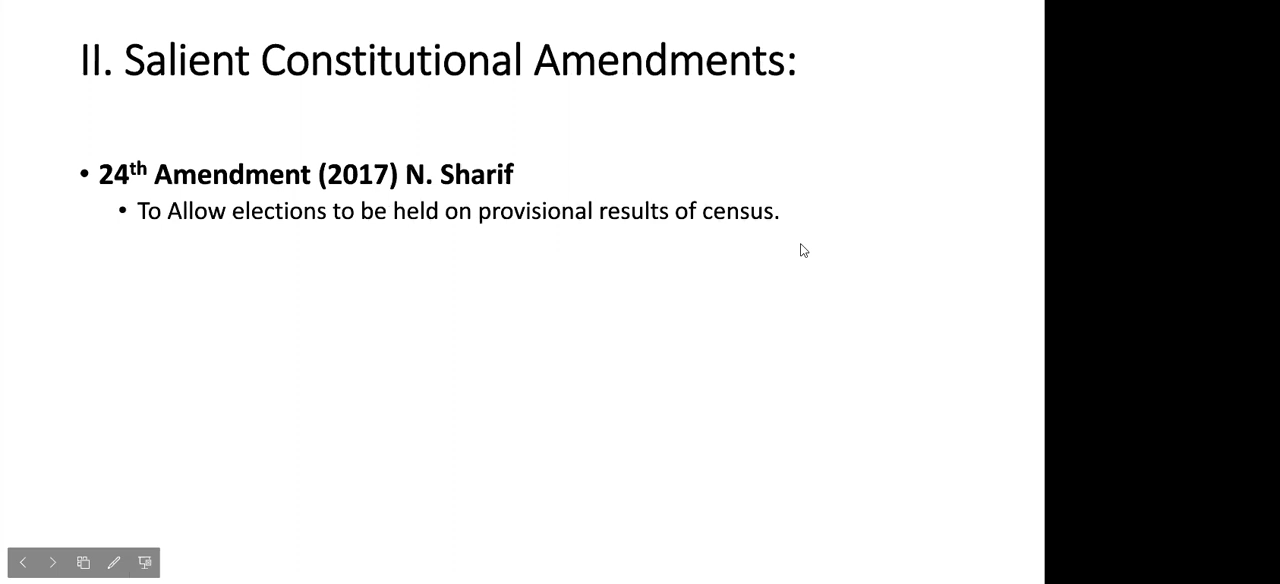 II. Salient Constitutional Amendments:
• 24th Amendment (2017) N. Sharif
• To Allow elections to be held on provisional results of census.